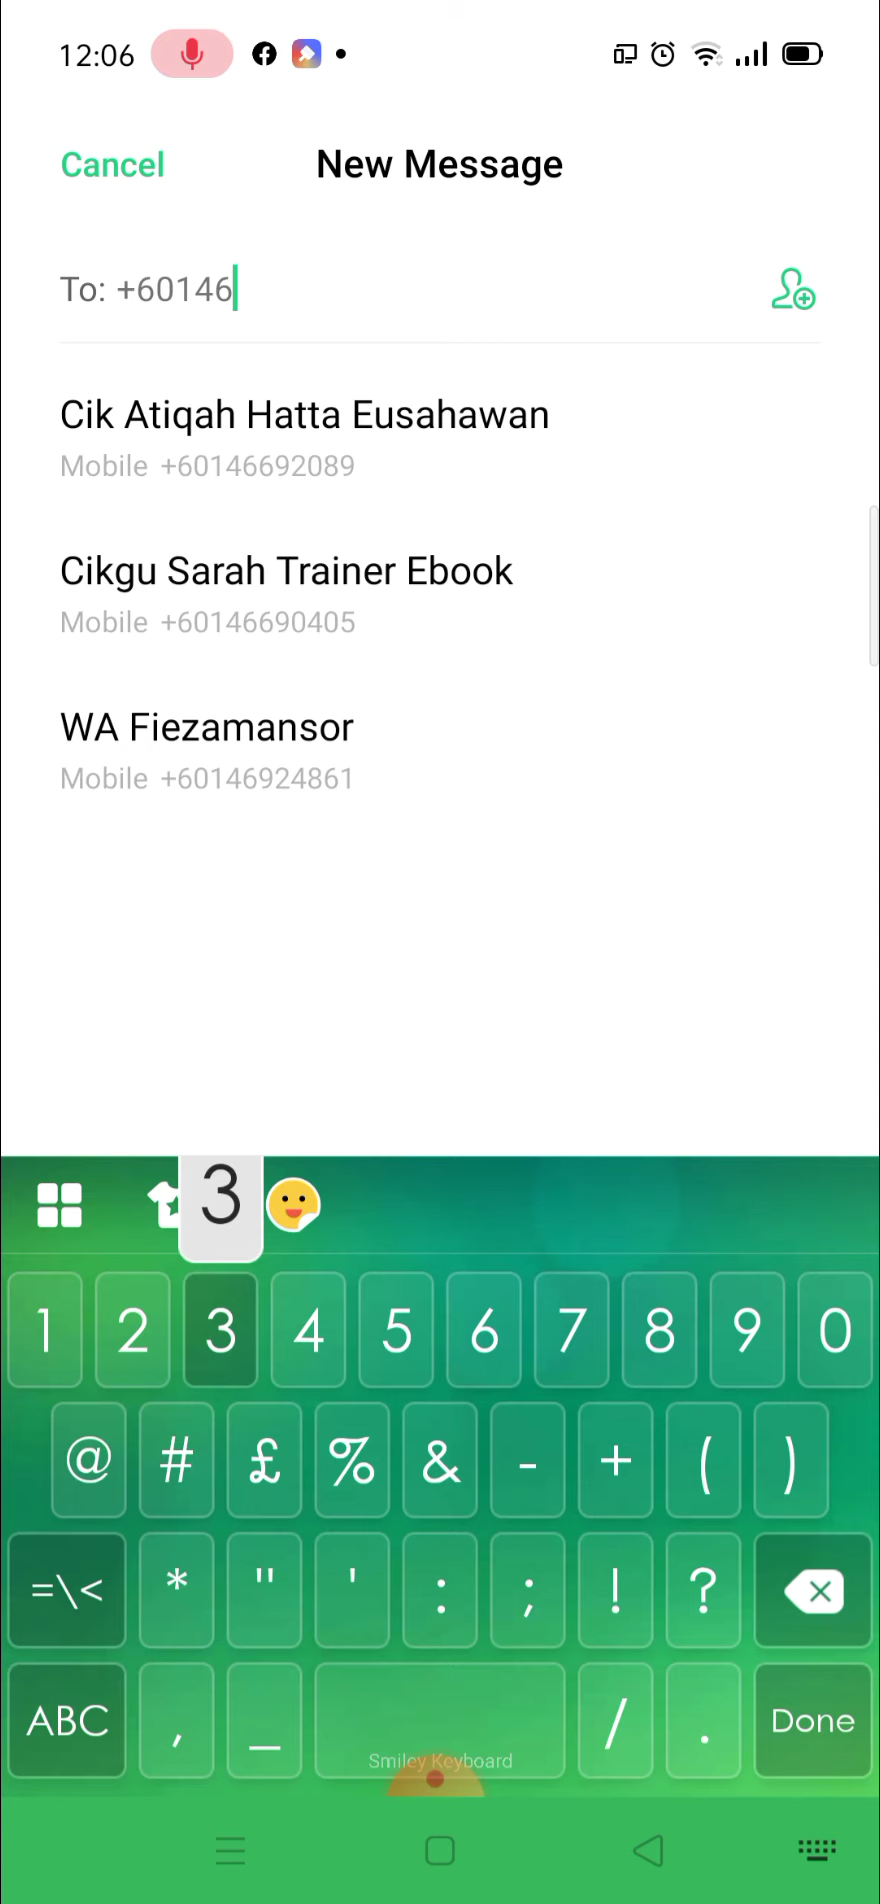 12:06
Cancel New Message
To: +60146
Cik Atiqah Hatta Eusahawan
Mobile +60146692089
Cikgu Sarah Trainer Ebook
Mobile +60146690405
WA Fiezamansor
Mobile +60146924861
3
1 2 3 4 5 6 7 8 9 0
@ # £ % & - + ( )
=\< * " ' : ; ! ?
ABC , _ / . Done
Smiley Keyboard